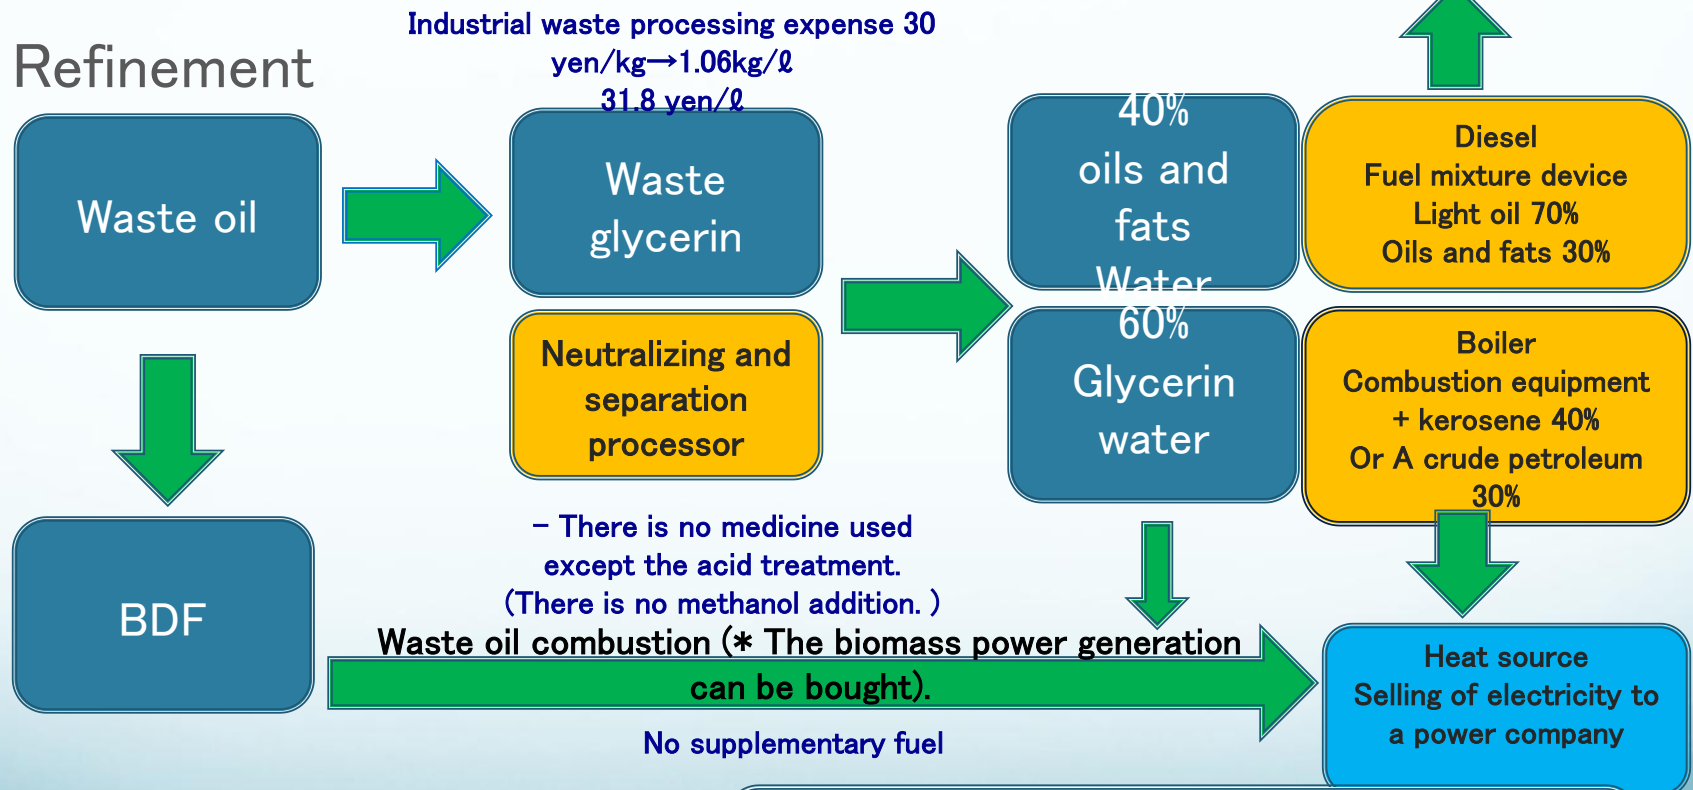 Refinement
Industrial waste processing expense 30
yen/kg→1.06kg/ℓ
31.8 yen/ℓ
Waste oil
Waste
glycerin
Neutralizing and
separation
processor
40%
oils and
fats
Water
60%
Glycerin
water
Diesel
Fuel mixture device
Light oil 70%
Oils and fats 30%
Boiler
Combustion equipment
+ kerosene 40%
Or A crude petroleum
30%
BDF
- There is no medicine used
except the acid treatment.
(There is no methanol addition. )
Waste oil combustion (* The biomass power generation
can be bought).
No supplementary fuel
Heat source
Selling of electricity to
a power company